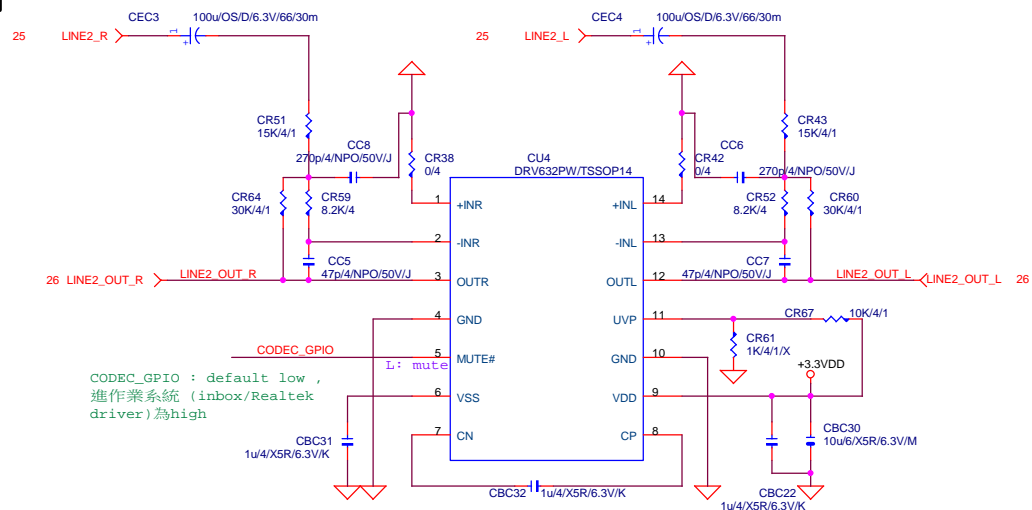 CEC3 100u/OS/D/6.3V/66/30m
25 LINE2_R 1 +
CEC4 100u/OS/D/6.3V/66/30m
25 LINE2_L 1 +
CR51
15K/4/1
CC8
270p/4/NPO/50V/J
CR38
0/4
CR64
30K/4/1
CR59
8.2K/4
CC5
47p/4/NPO/50V/J
26 LINE2_OUT_R LINE2_OUT_R
CU4
DRV632PW/TSSOP14
1 +INR
2 -INR
3 OUTR
4 GND
5 MUTE#
6 VSS
7 CN
+INL 14
-INL 13
OUTL 12
UVP 11
GND 10
VDD 9
CP 8
CR43
15K/4/1
CC6
270p/4/NPO/50V/J
CR42
0/4
CR52
8.2K/4
CR60
30K/4/1
CC7
47p/4/NPO/50V/J
LINE2_OUT_L LINE2_OUT_L 26
CR67 10K/4/1
CR61
1K/4/1/X
+3.3VDD
CODEC_GPIO
L: mute
CODEC_GPIO : default low ,
進作業系統 (inbox/Realtek
driver)為high
CBC31
1u/4/X5R/6.3V/K
CBC32 1u/4/X5R/6.3V/K
CBC30
10u/6/X5R/6.3V/M
CBC22
1u/4/X5R/6.3V/K